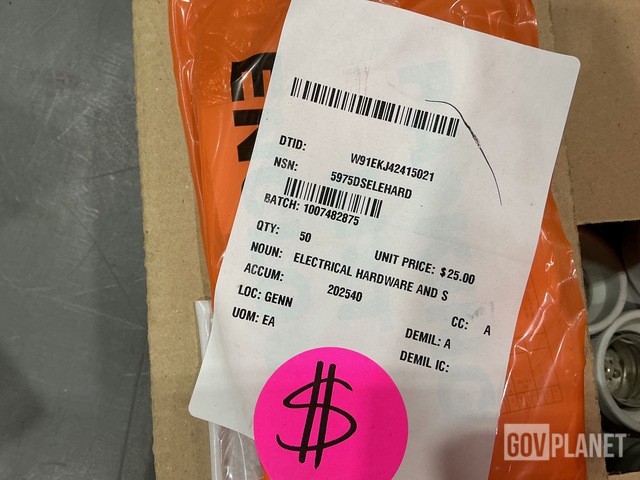 DTID: W91EKJ42415021
NSN: 5975DSELEHARD
BATCH: 1007482875
QTY: 50 UNIT PRICE: $25.00
NOUN: ELECTRICAL HARDWARE AND S
ACCUM: 202540 CC: A
LOC: GENN DEMIL: A
UOM: EA DEMIL IC:
$
GOVPLANET